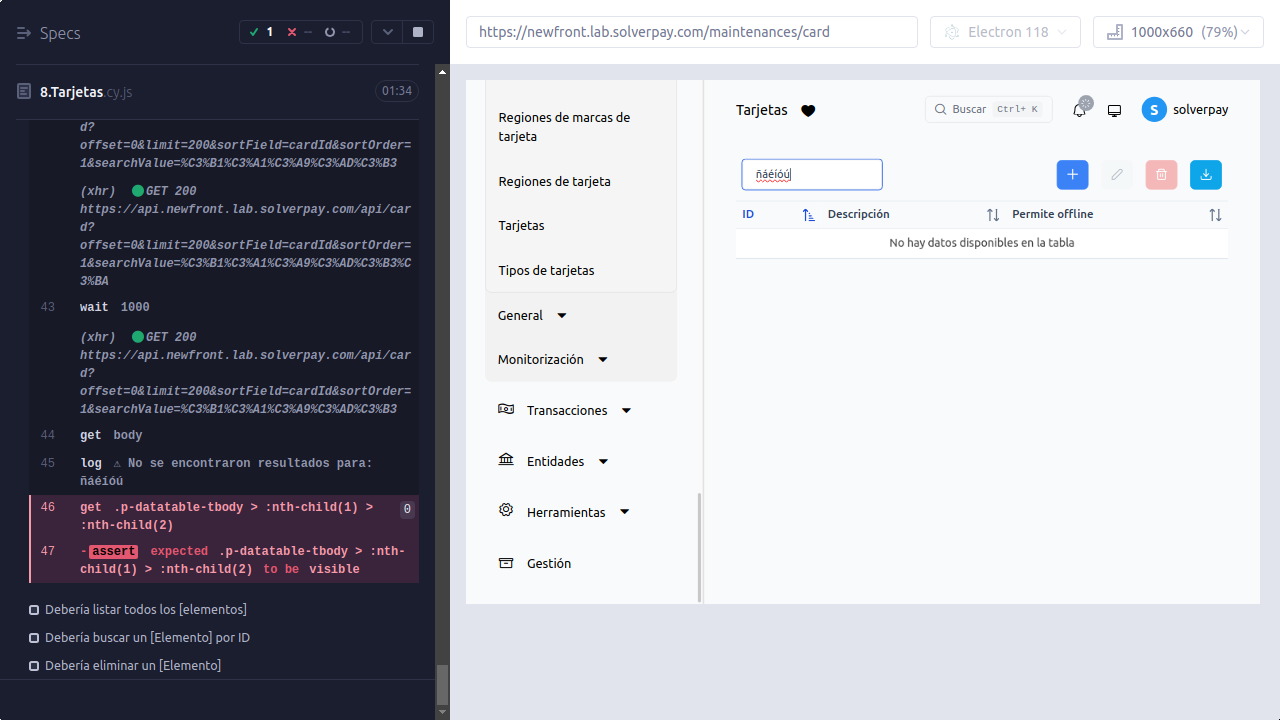 Specs
1
--
--
8.Tarjetas.cy.js
01:34
d?
offset=0&limit=200&sortField=cardId&sortOrder=
1&searchValue=%C3%B1%C3%A1%C3%A9%C3%AD%C3%B3
(xhr) GET 200
https://api.newfront.lab.solverpay.com/api/car
d?
offset=0&limit=200&sortField=cardId&sortOrder=
1&searchValue=%C3%B1%C3%A1%C3%A9%C3%AD%C3%B3%C
3%BA
43 wait 1000
(xhr) GET 200
https://api.newfront.lab.solverpay.com/api/car
d?
offset=0&limit=200&sortField=cardId&sortOrder=
1&searchValue=%C3%B1%C3%A1%C3%A9%C3%AD%C3%B3
44 get body
45 log ⚠ No se encontraron resultados para:
ñáéíóú
46 get .p-datatable-tbody > :nth-child(1) > 0
:nth-child(2)
47 -assert expected .p-datatable-tbody > :nth-
child(1) > :nth-child(2) to be visible
Debería listar todos los [elementos]
Debería buscar un [Elemento] por ID
Debería eliminar un [Elemento]
https://newfront.lab.solverpay.com/maintenances/card
Electron 118
1000x660 (79%)
Regiones de marcas de
tarjeta
Regiones de tarjeta
Tarjetas
Tipos de tarjetas
General
Monitorización
Transacciones
Entidades
Herramientas
Gestión
Tarjetas
Buscar Ctrl+ K
S solverpay
ñáéíóú
ID Descripción Permite offline
No hay datos disponibles en la tabla